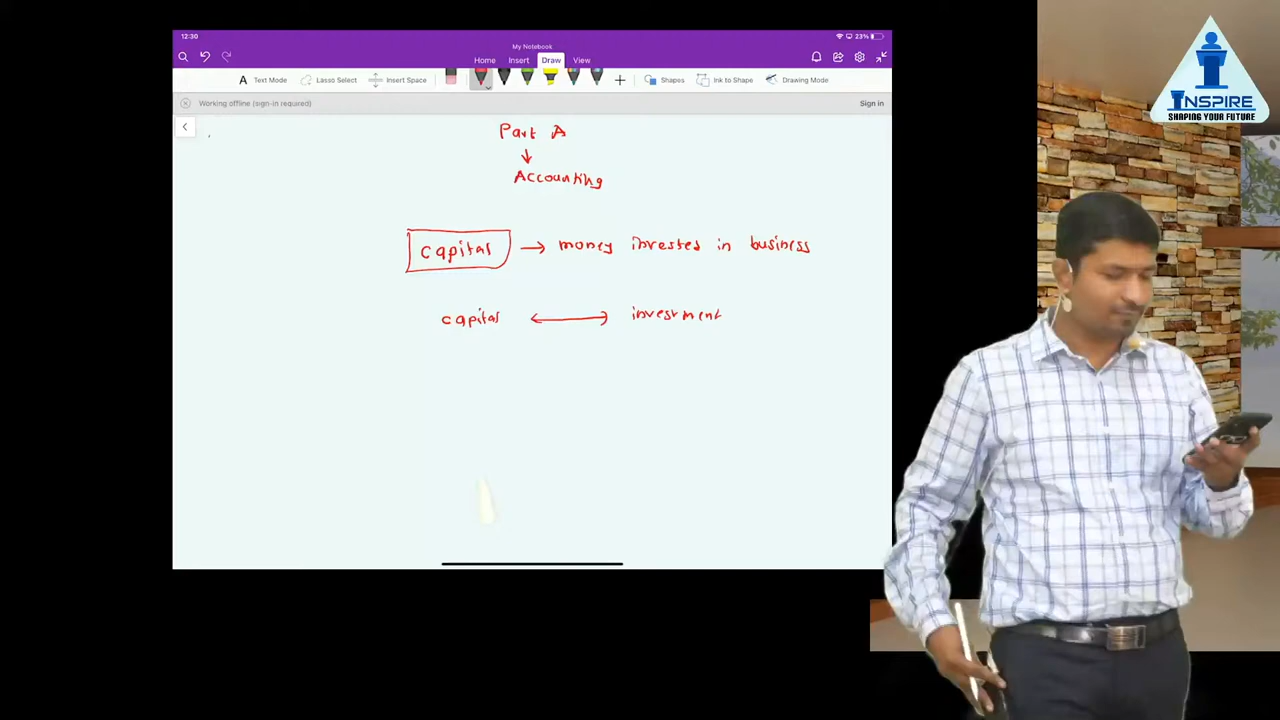 12:30
23%
My Notebook
Home Insert Draw View
A Text Mode Lasso Select Insert Space Shapes Ink to Shape Drawing Mode
Working offline (sign-in required) Sign in
Part A
↓
Accounting
capital → money invested in business
capital ↔ investment
INSPIRE
SHAPING YOUR FUTURE